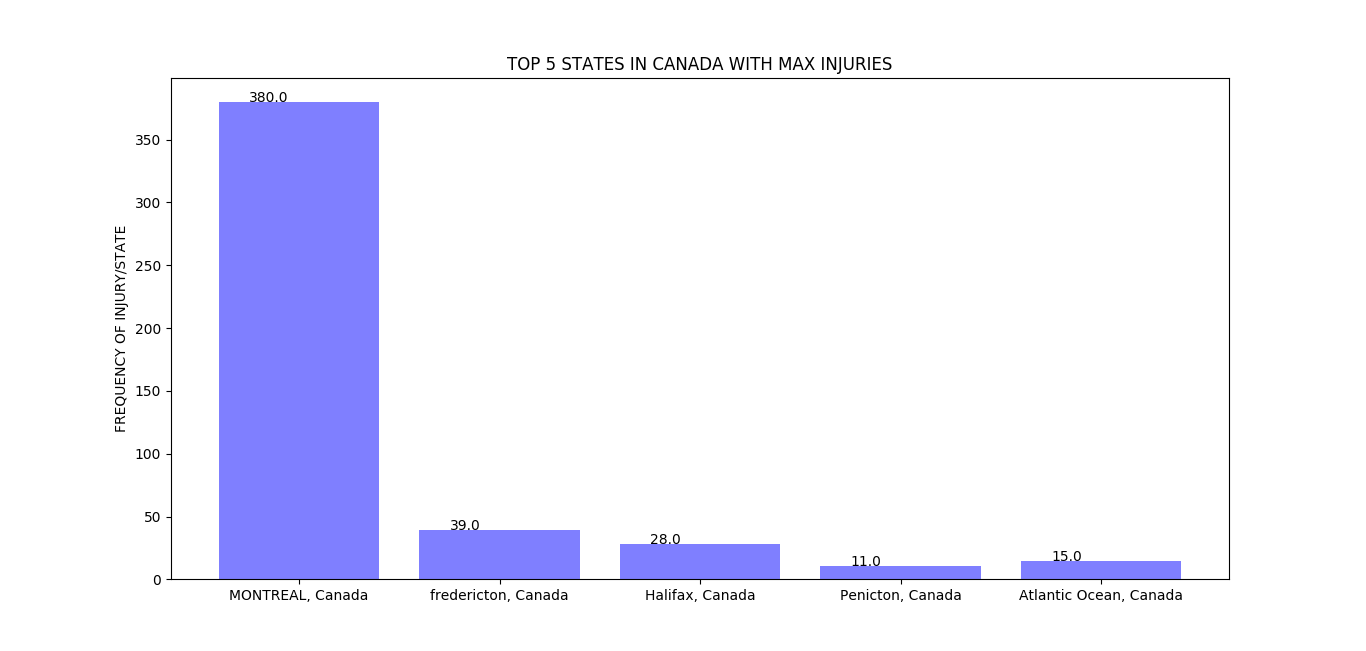 TOP 5 STATES IN CANADA WITH MAX INJURIES
FREQUENCY OF INJURY/STATE
350
300
250
200
150
100
50
0
380.0
39.0
28.0
11.0
15.0
MONTREAL, Canada
fredericton, Canada
Halifax, Canada
Penicton, Canada
Atlantic Ocean, Canada